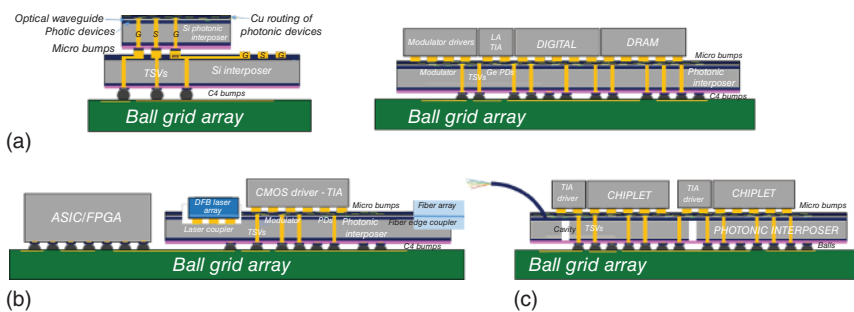 Optical waveguide
Photic devices
Cu routing of
photonic devices
Si photonic
interposer
G S G
Micro bumps
G S G
TSVs
Si interposer
C4 bumps
Ball grid array
(a)
Modulator drivers
LA
TIA
DIGITAL
DRAM
Micro bumps
Modulator
TSVs
Ge PDs
Photonic
interposer
C4 bumps
Ball grid array
ASIC/FPGA
DFB laser
array
CMOS driver - TIA
Micro bumps
Fiber array
Fiber edge coupler
Laser coupler
TSVs
Modulator
PDs
Photonic
interposer
C4 bumps
Ball grid array
(b)
TIA
driver
CHIPLET
TIA
driver
CHIPLET
Micro bumps
Cavity
TSVs
PHOTONIC INTERPOSER
Balls
Ball grid array
(c)